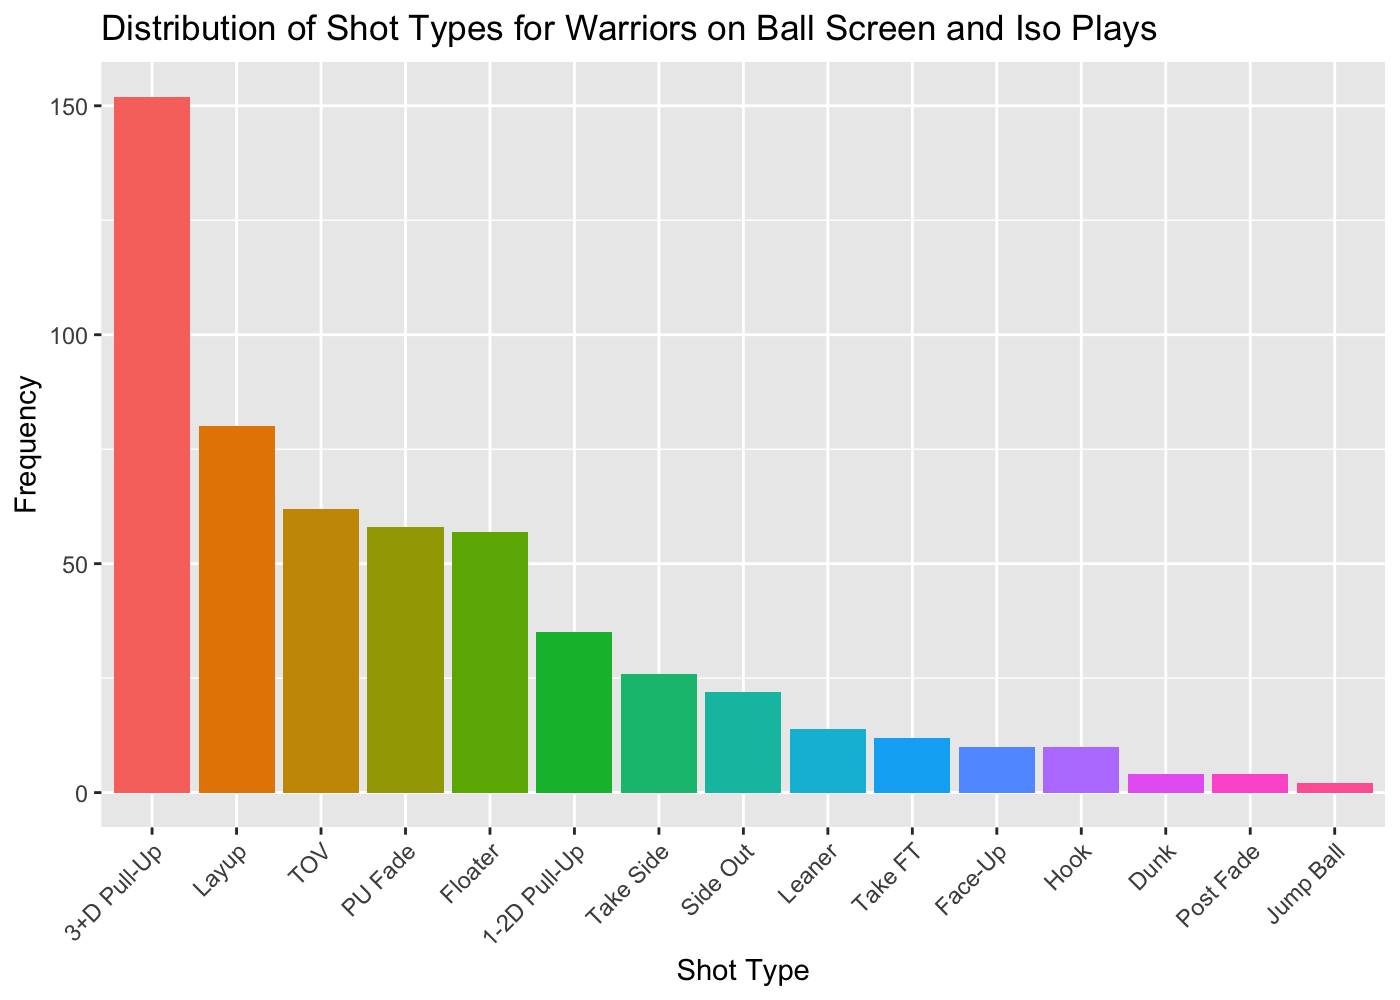 Distribution of Shot Types for Warriors on Ball Screen and Iso Plays
Frequency
150
100
50
0
3+D Pull-Up
Layup
TOV
PU Fade
Floater
1-2D Pull-Up
Take Side
Side Out
Leaner
Take FT
Face-Up
Hook
Dunk
Post Fade
Jump Ball
Shot Type